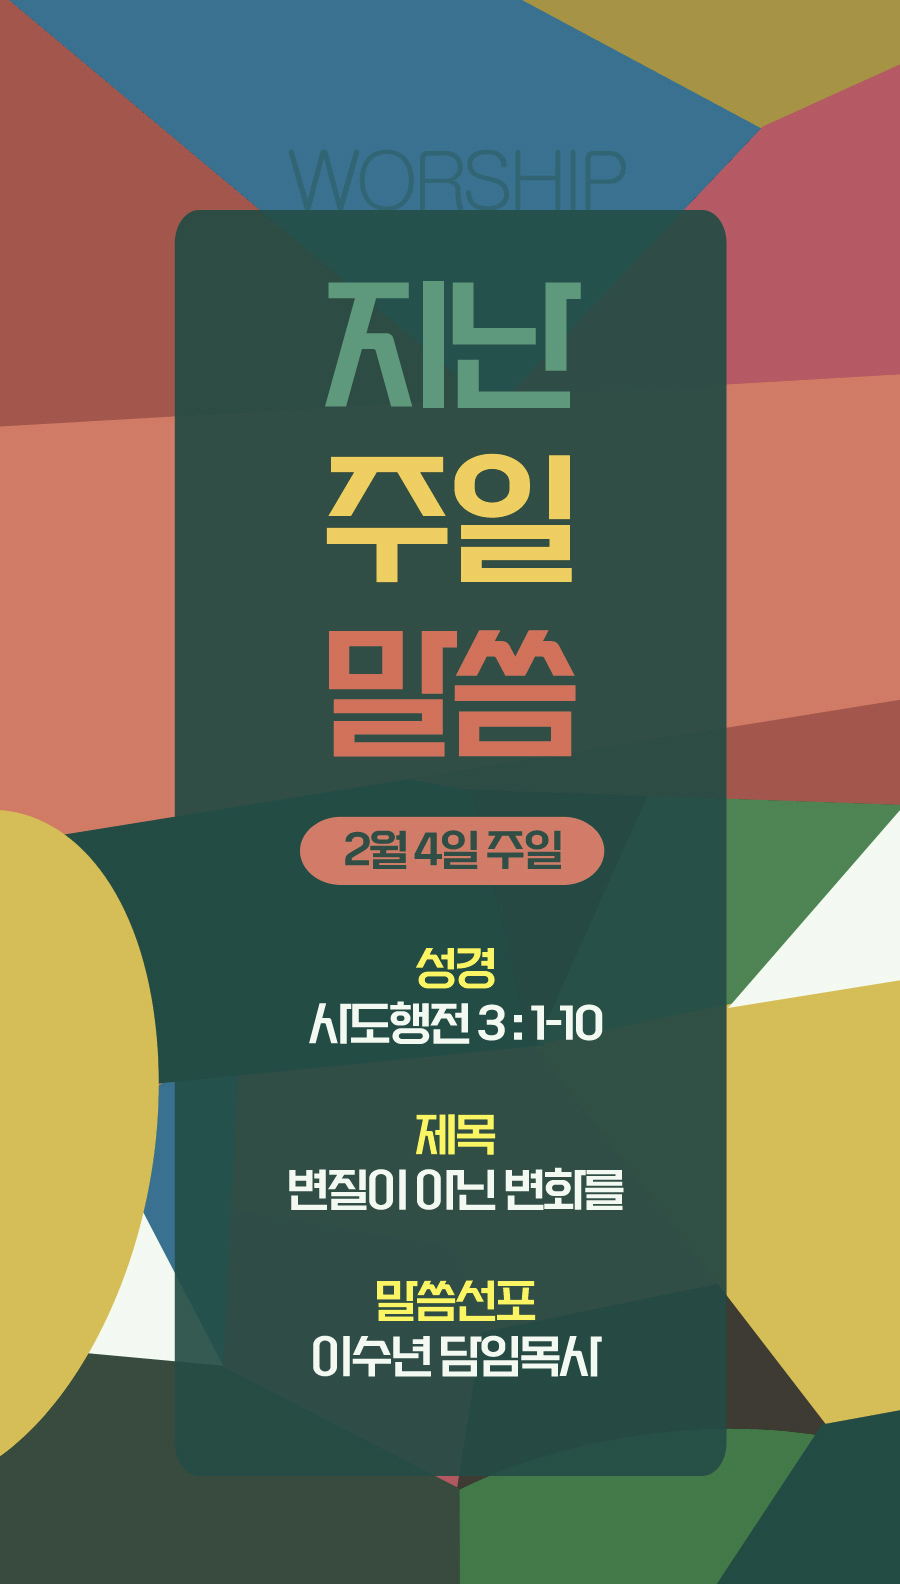 WORSHIP
지난
주일
말씀
2월 4일 주일
성경
사도행전 3 : 1-10
제목
변질이 아닌 변화를
말씀선포
이수년 담임목사